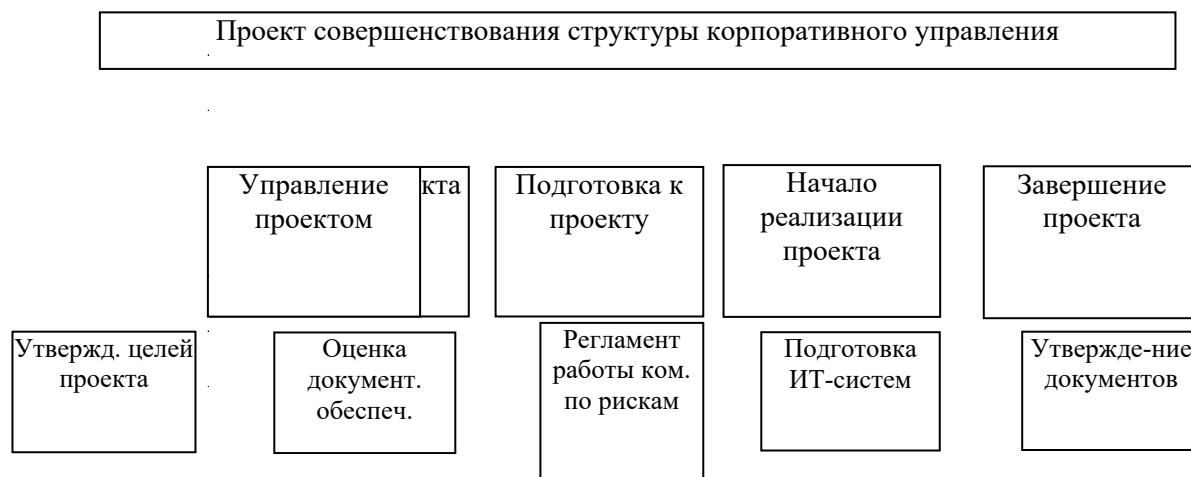 Проект совершенствования структуры корпоративного управления
Управление
проектом
кта
Подготовка к
проекту
Начало
реализации
проекта
Завершение
проекта
Утвержд. целей
проекта
Оценка
документ.
обеспеч.
Регламент
работы ком.
по рискам
Подготовка
ИТ-систем
Утвержде-ние
документов